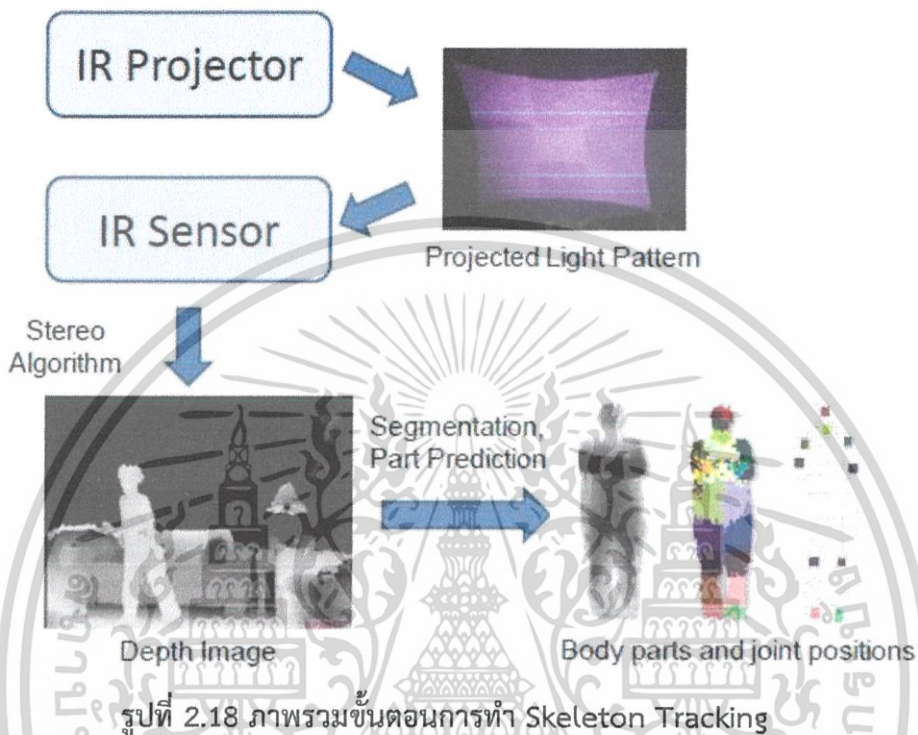 IR Projector
IR Sensor
Projected Light Pattern
Stereo
Algorithm
Segmentation,
Part Prediction
Depth Image
Body parts and joint positions
รูปที่ 2.18 ภาพรวมขั้นตอนการทำ Skeleton Tracking